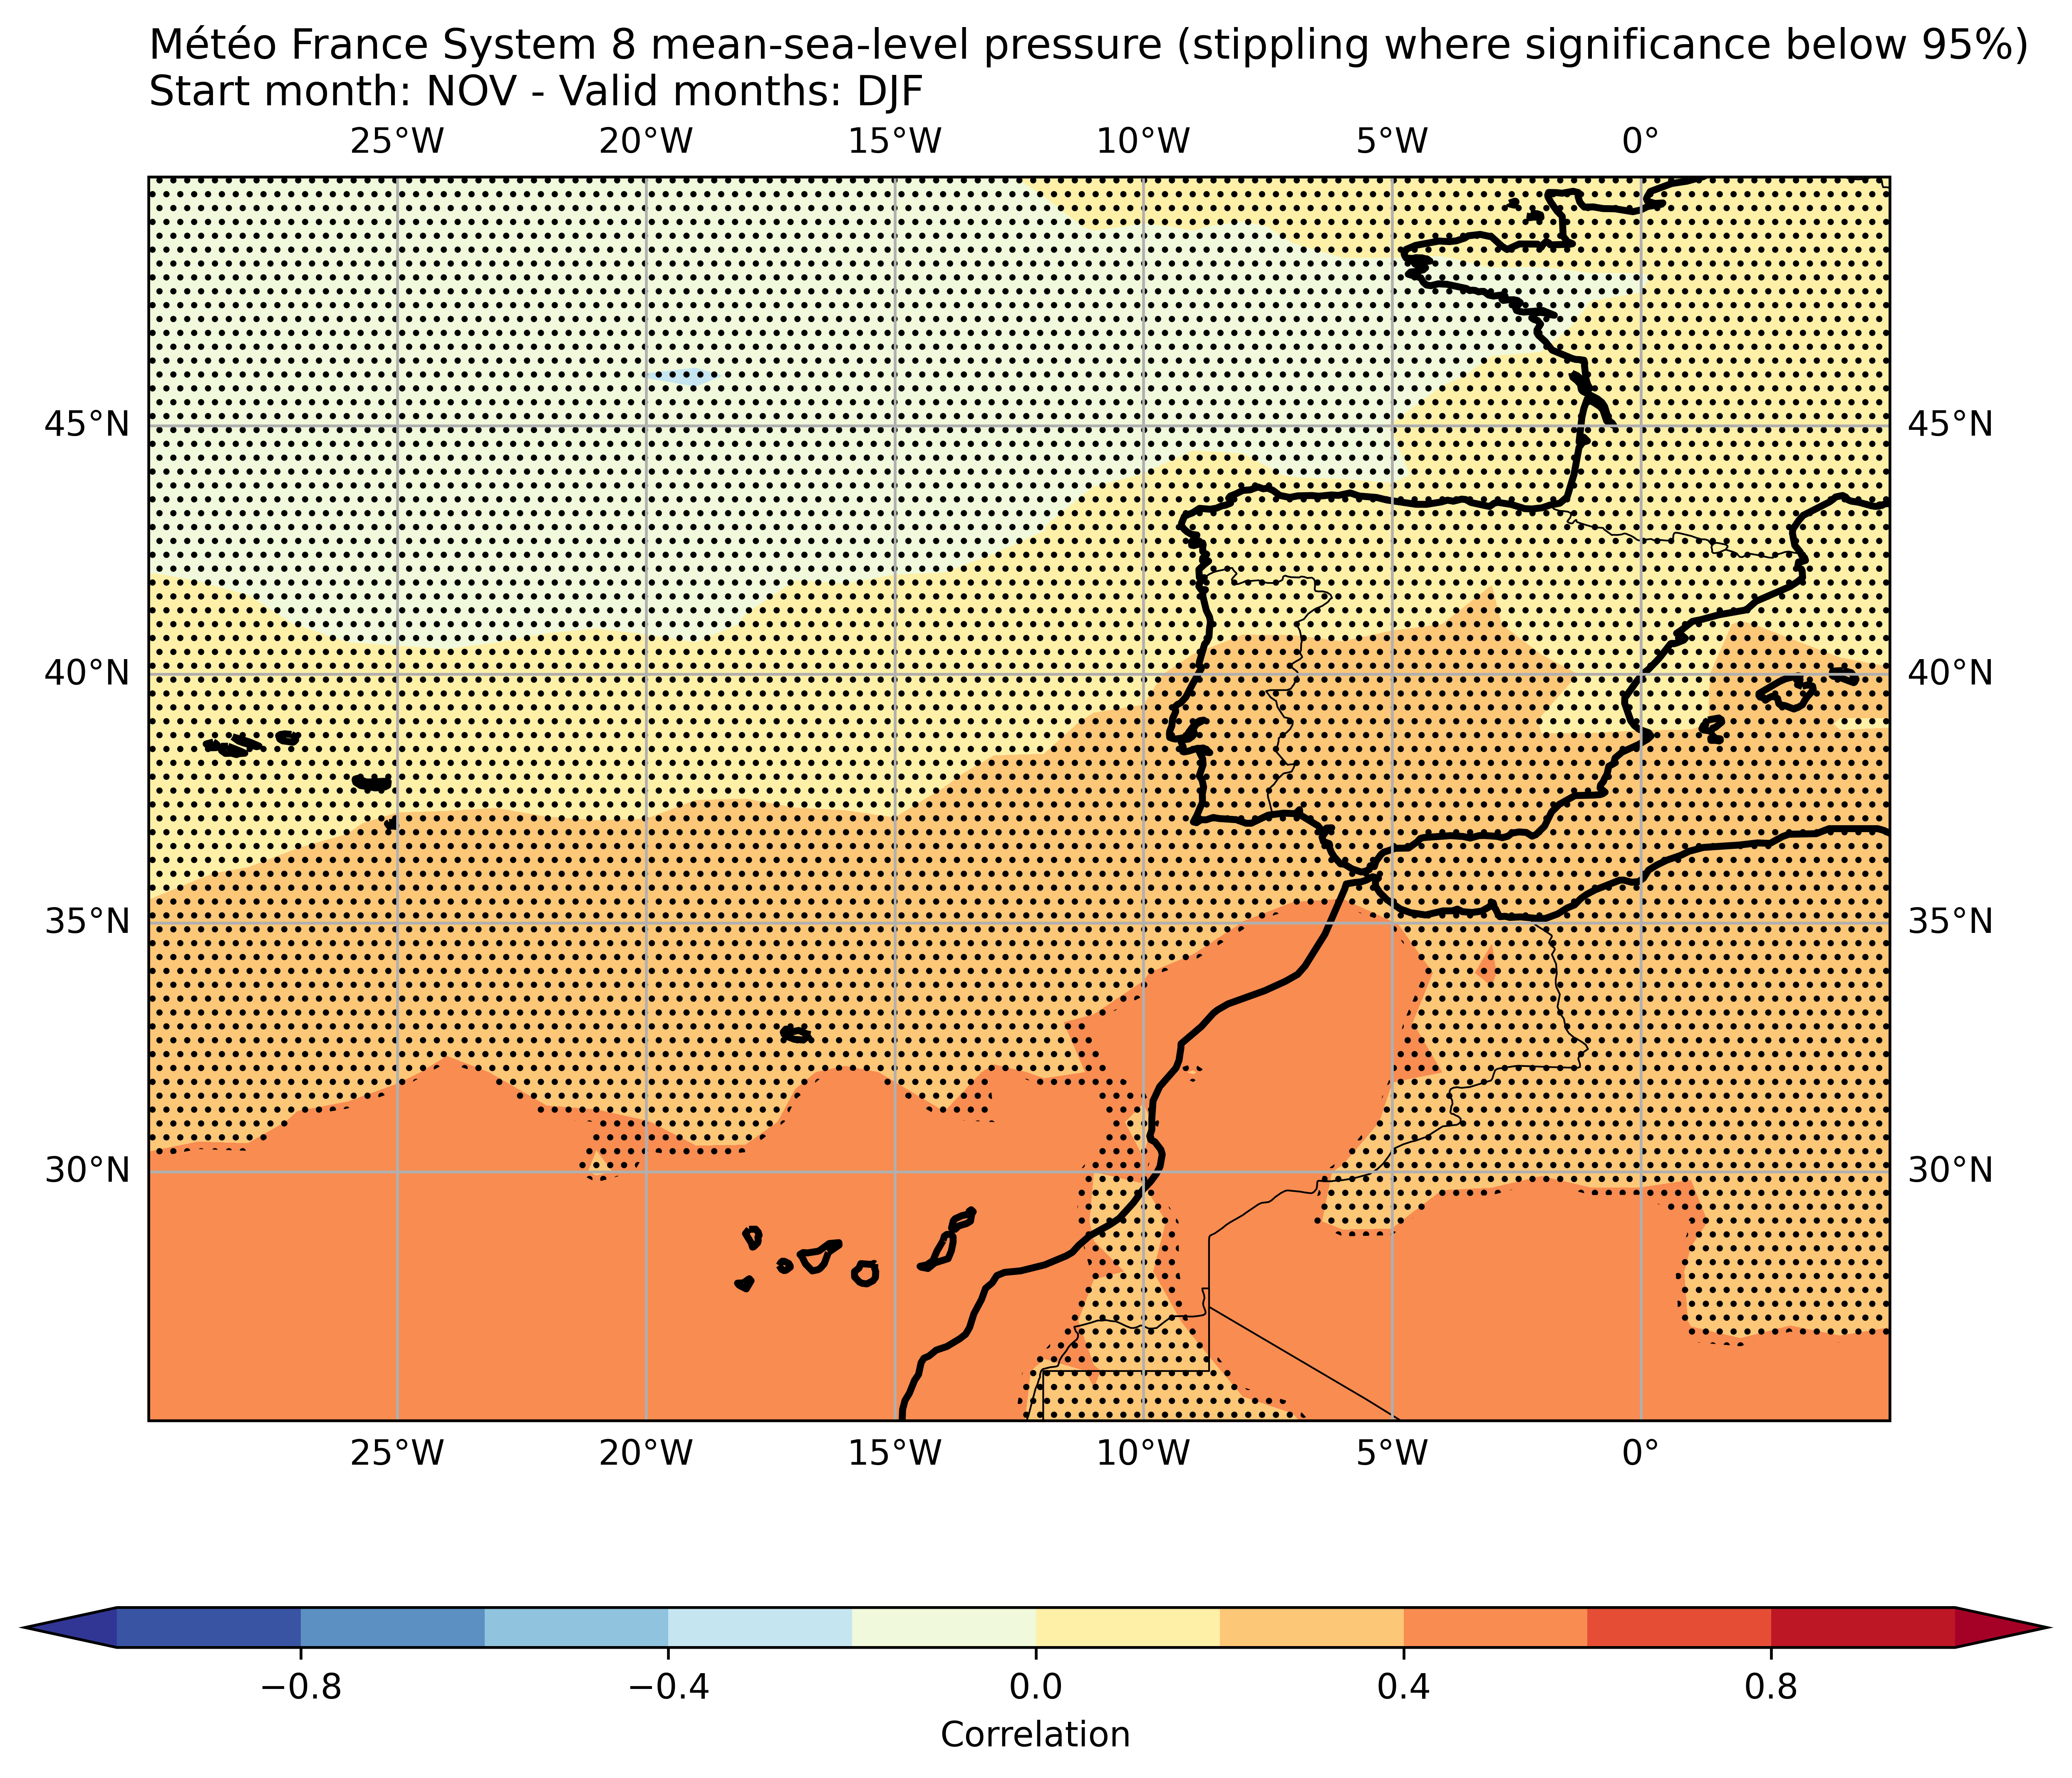 Météo France System 8 mean-sea-level pressure (stippling where significance below 95%)
Start month: NOV - Valid months: DJF
25°W 20°W 15°W 10°W 5°W 0°
45°N 45°N
40°N 40°N
35°N 35°N
30°N 30°N
25°W 20°W 15°W 10°W 5°W 0°
−0.8 −0.4 0.0 0.4 0.8
Correlation